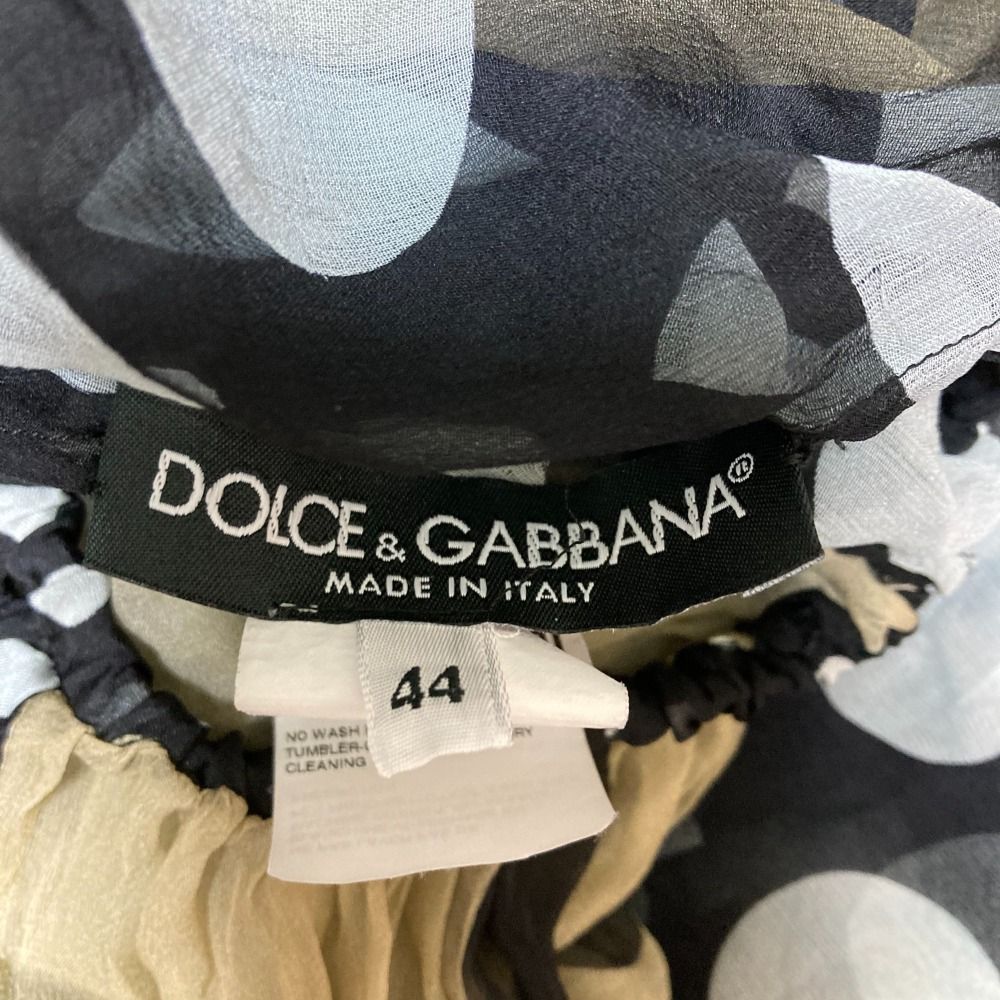 DOLCE & GABBANA®
MADE IN ITALY
44
NO WASH
TUMBLER-
CLEANING